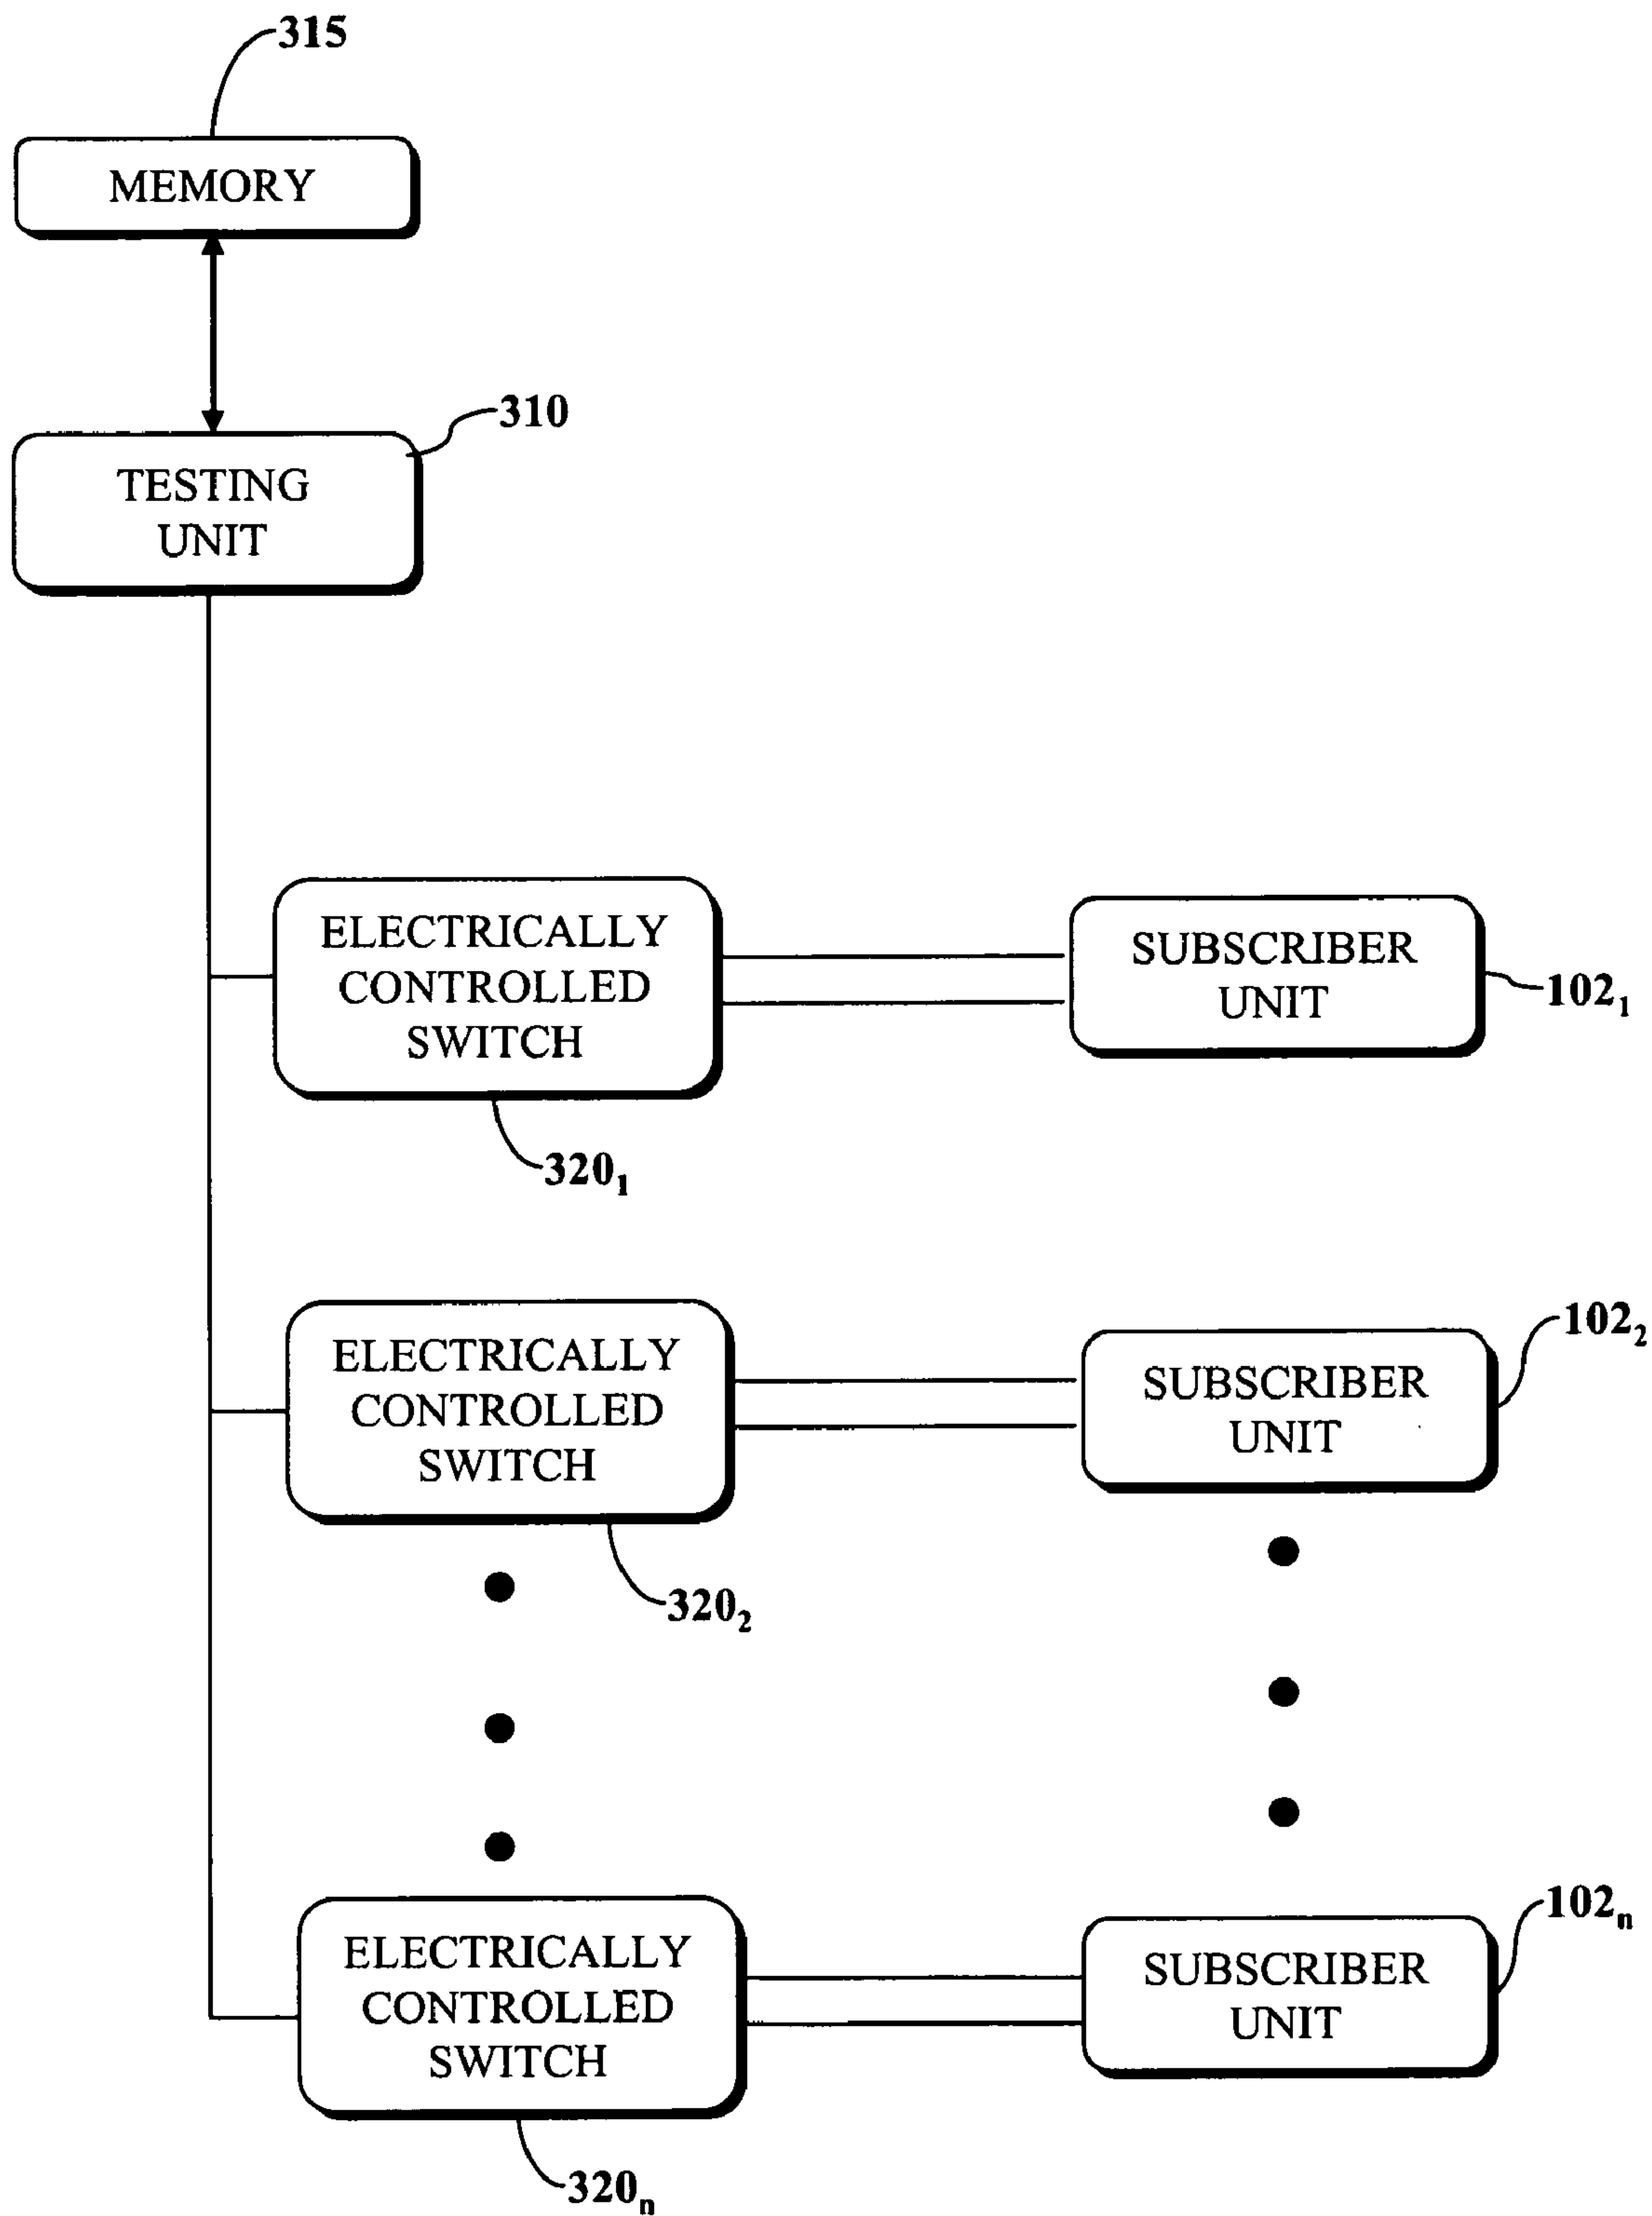 315
MEMORY
310
TESTING
UNIT
ELECTRICALLY
CONTROLLED
SWITCH
SUBSCRIBER
UNIT
102₁
320₁
ELECTRICALLY
CONTROLLED
SWITCH
SUBSCRIBER
UNIT
102₂
320₂
ELECTRICALLY
CONTROLLED
SWITCH
SUBSCRIBER
UNIT
102ₙ
320ₙ